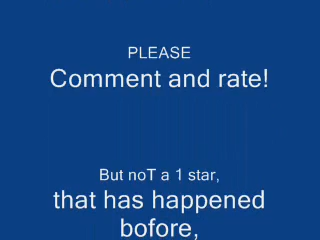 PLEASE
Comment and rate!
But noT a 1 star,
that has happened
bofore,